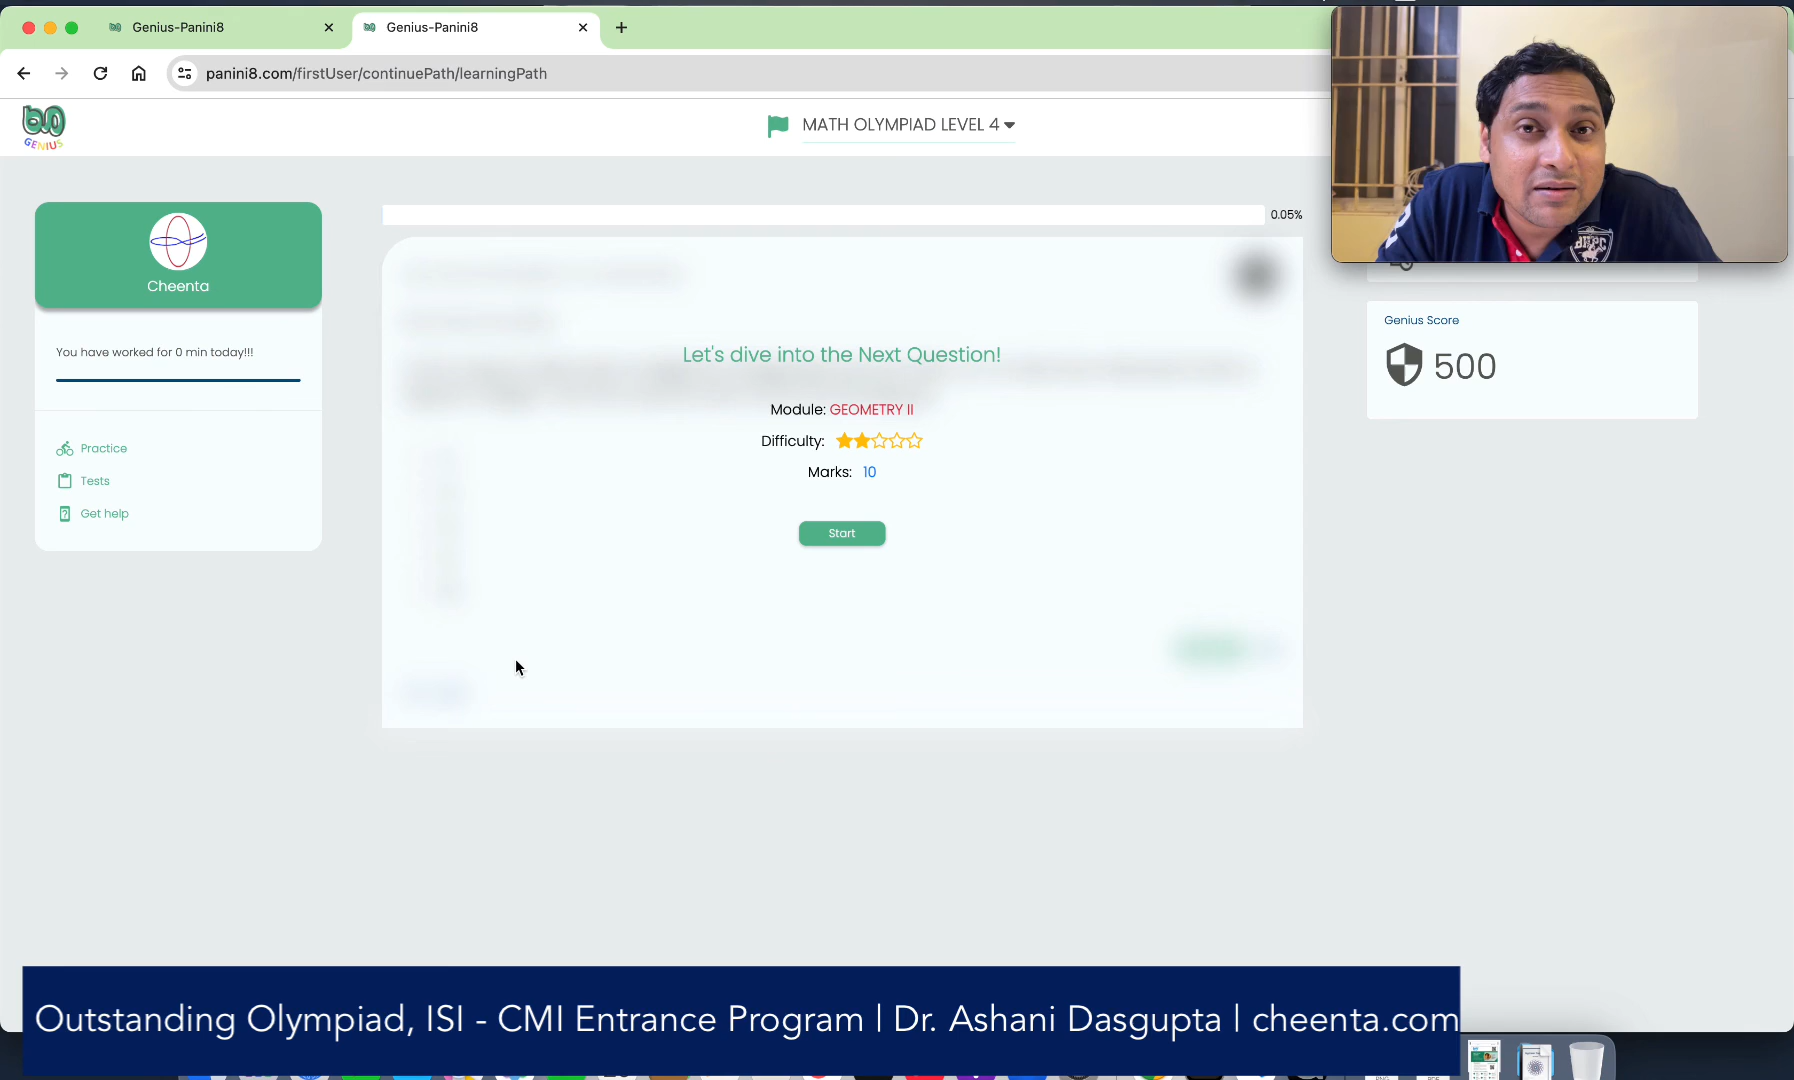 Genius-Panini8
Genius-Panini8
panini8.com/firstUser/continuePath/learningPath
GENIUS
MATH OLYMPIAD LEVEL 4
0.05%
Cheenta
You have worked for 0 min today!!!
Practice
Tests
Get help
Let's dive into the Next Question!
Module: GEOMETRY II
Difficulty:
Marks: 10
Start
Genius Score
500
Outstanding Olympiad, ISI - CMI Entrance Program | Dr. Ashani Dasgupta | cheenta.com